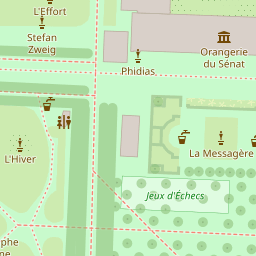 L'Effort
Stefan
Zweig
Phidias
Orangerie
du Sénat
L'Hiver
La Messagère
Jeux d'Échecs